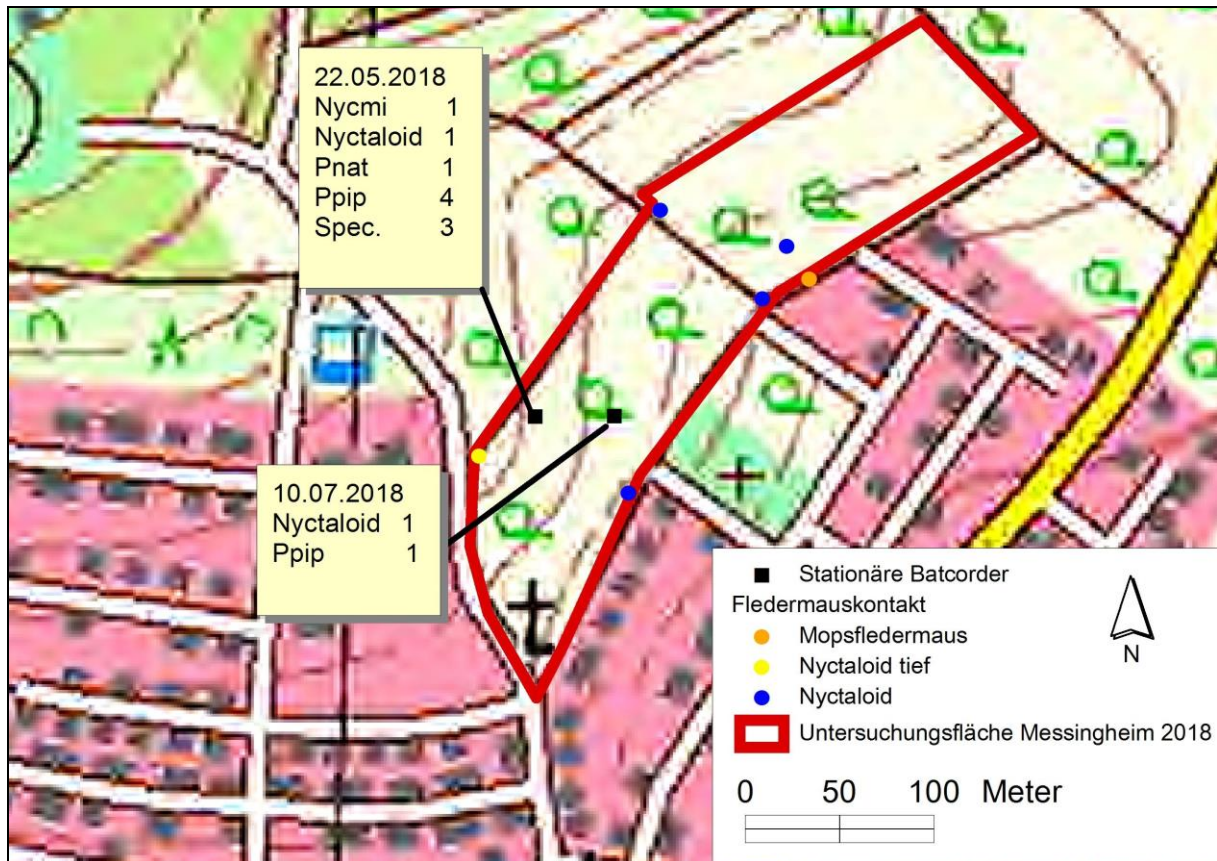 22.05.2018
Nycmi 1
Nyctaloid 1
Pnat 1
Ppip 4
Spec. 3
10.07.2018
Nyctaloid 1
Ppip 1
Stationäre Batcorder
Fledermauskontakt
Mopsfledermaus
Nyctaloid tief
Nyctaloid
Untersuchungsfläche Messingheim 2018
N
0 50 100 Meter